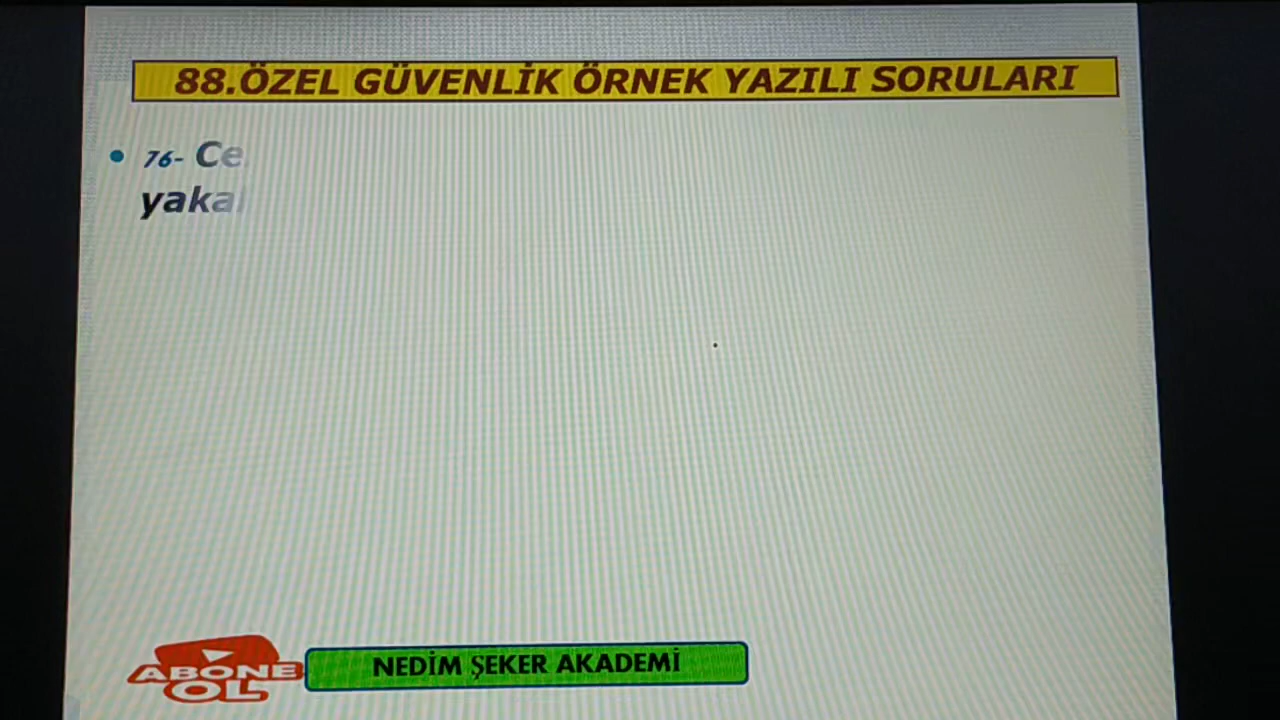 88.ÖZEL GÜVENLİK ÖRNEK YAZILI SORULARI
76- Ce
yaka
ABONE
OL
NEDİM ŞEKER AKADEMİ